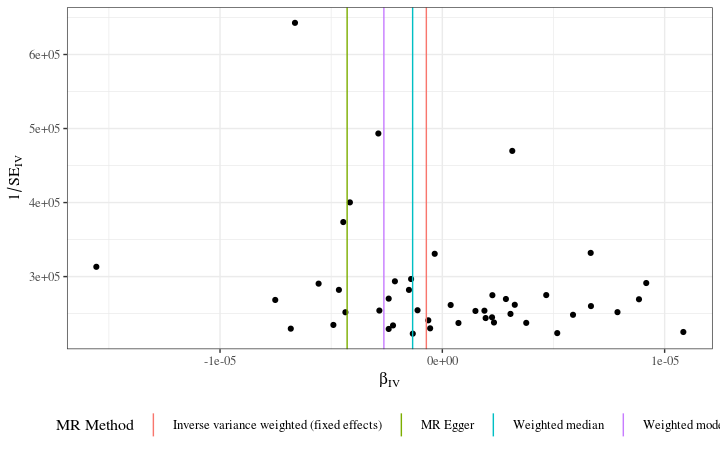 6e+05
5e+05
4e+05
3e+05
1/SE_IV
-1e-05 0e+00 1e-05
β_IV
MR Method Inverse variance weighted (fixed effects) MR Egger Weighted median Weighted mod